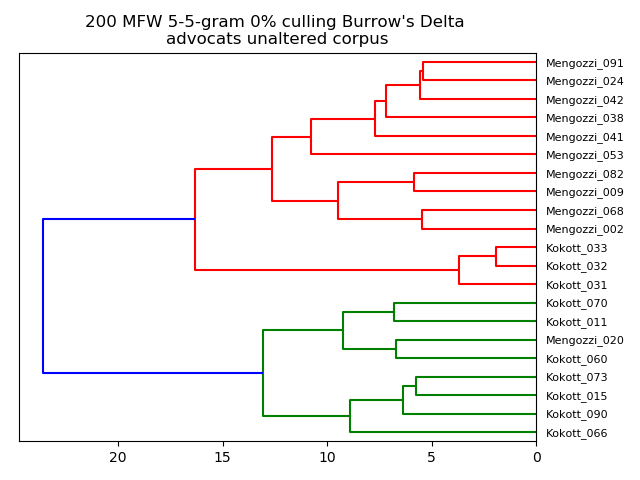 200 MFW 5-5-gram 0% culling Burrow's Delta
advocats unaltered corpus
Mengozzi_091
Mengozzi_024
Mengozzi_042
Mengozzi_038
Mengozzi_041
Mengozzi_053
Mengozzi_082
Mengozzi_009
Mengozzi_068
Mengozzi_002
Kokott_033
Kokott_032
Kokott_031
Kokott_070
Kokott_011
Mengozzi_020
Kokott_060
Kokott_073
Kokott_015
Kokott_090
Kokott_066
20 15 10 5 0